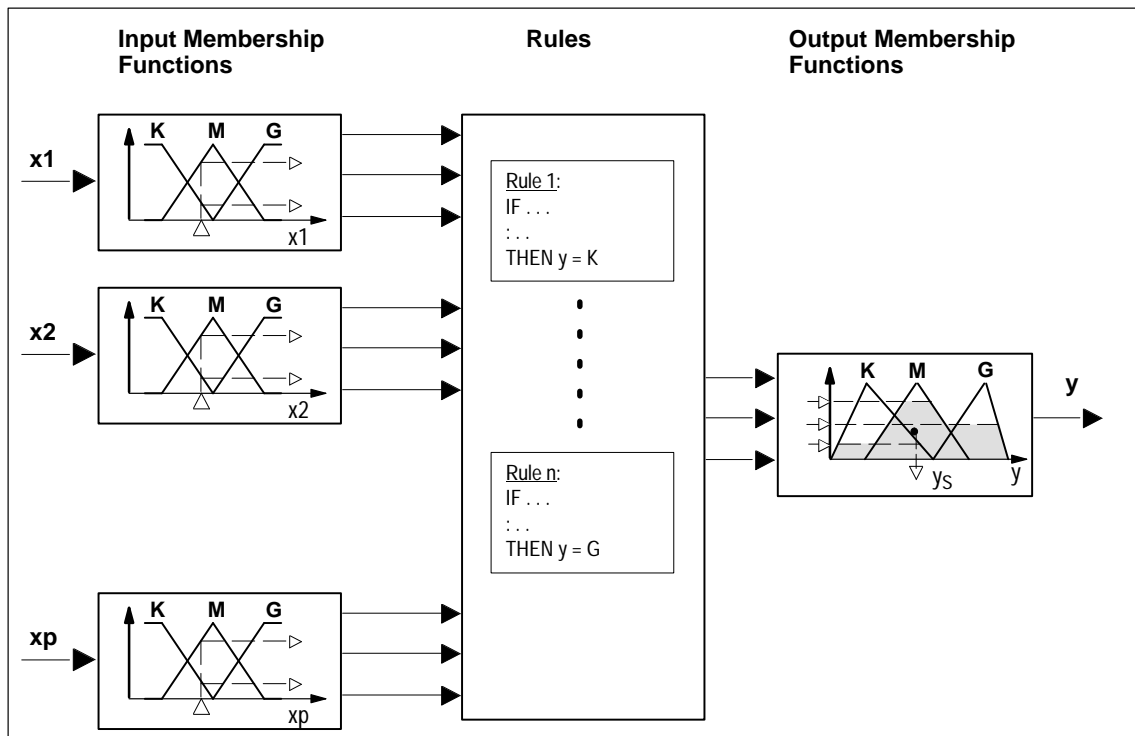 Input Membership
Functions
Rules
Output Membership
Functions
K M G
x1
x1
Rule 1:
IF . . .
: . .
THEN y = K
K M G
x2
x2
K M G
y
yS y
Rule n:
IF . . .
: . .
THEN y = G
K M G
xp
xp